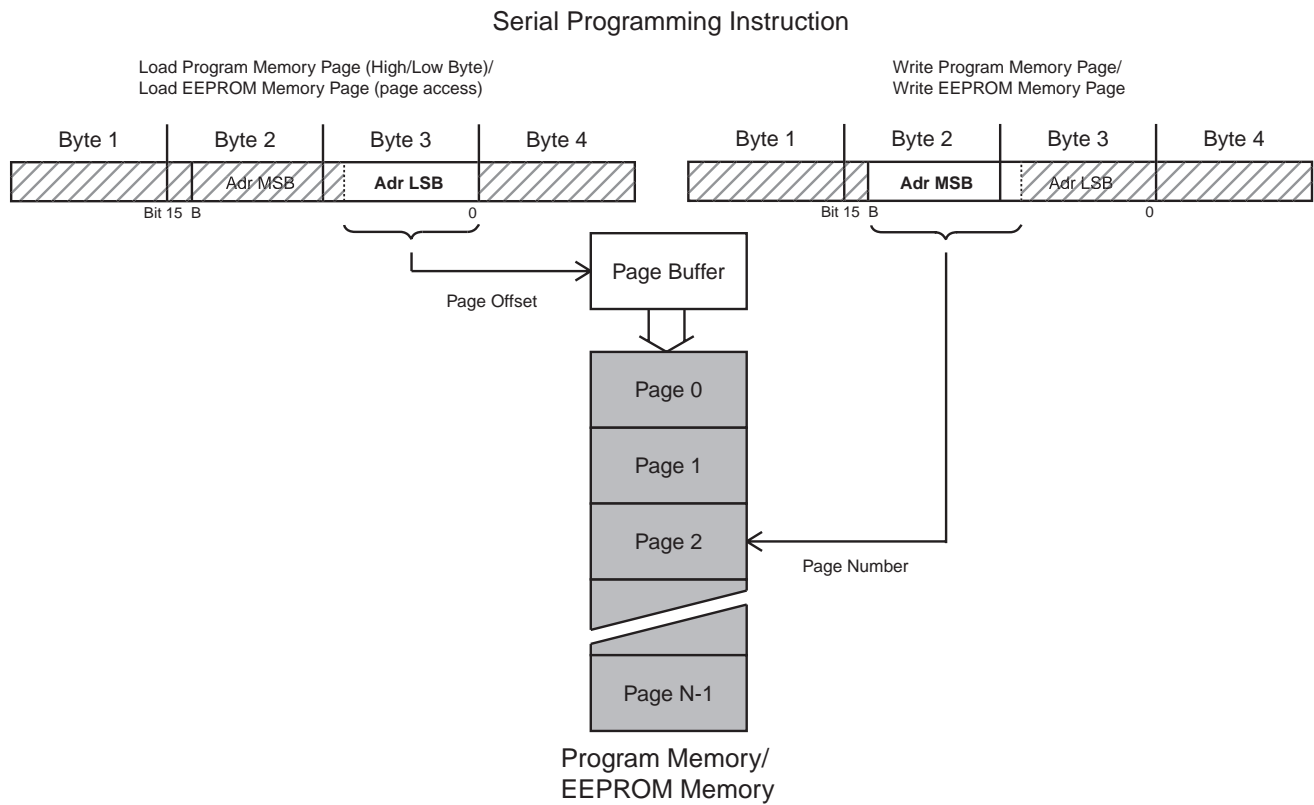 Serial Programming Instruction
Load Program Memory Page (High/Low Byte)/
Load EEPROM Memory Page (page access)
Write Program Memory Page/
Write EEPROM Memory Page
Byte 1 Byte 2 Byte 3 Byte 4
Adr MSB Adr LSB
Bit 15 B 0
Byte 1 Byte 2 Byte 3 Byte 4
Adr MSB Adr LSB
Bit 15 B 0
Page Buffer
Page Offset
Page 0
Page 1
Page 2
Page Number
Page N-1
Program Memory/
EEPROM Memory